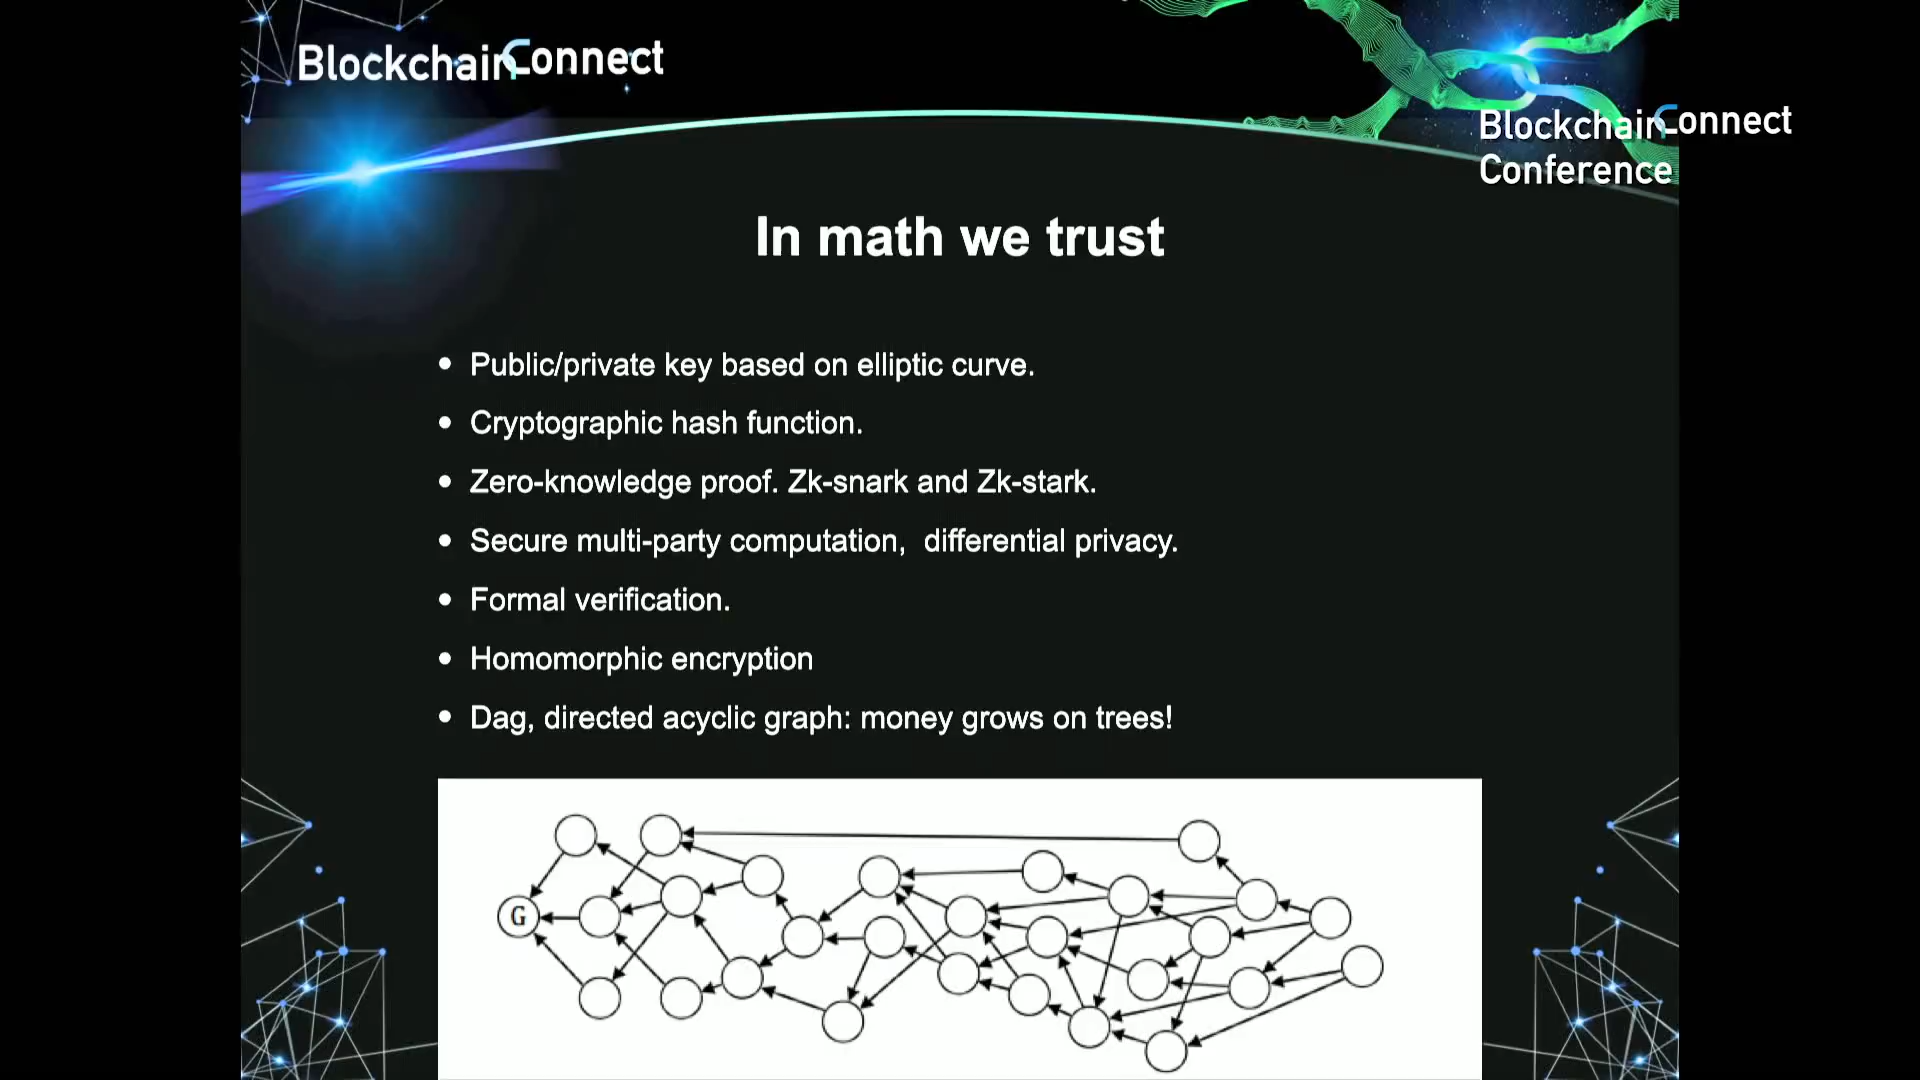 BlockchainConnect
BlockchainConnect
Conference
In math we trust
• Public/private key based on elliptic curve.
• Cryptographic hash function.
• Zero-knowledge proof. Zk-snark and Zk-stark.
• Secure multi-party computation,  differential privacy.
• Formal verification.
• Homomorphic encryption
• Dag, directed acyclic graph: money grows on trees!
G